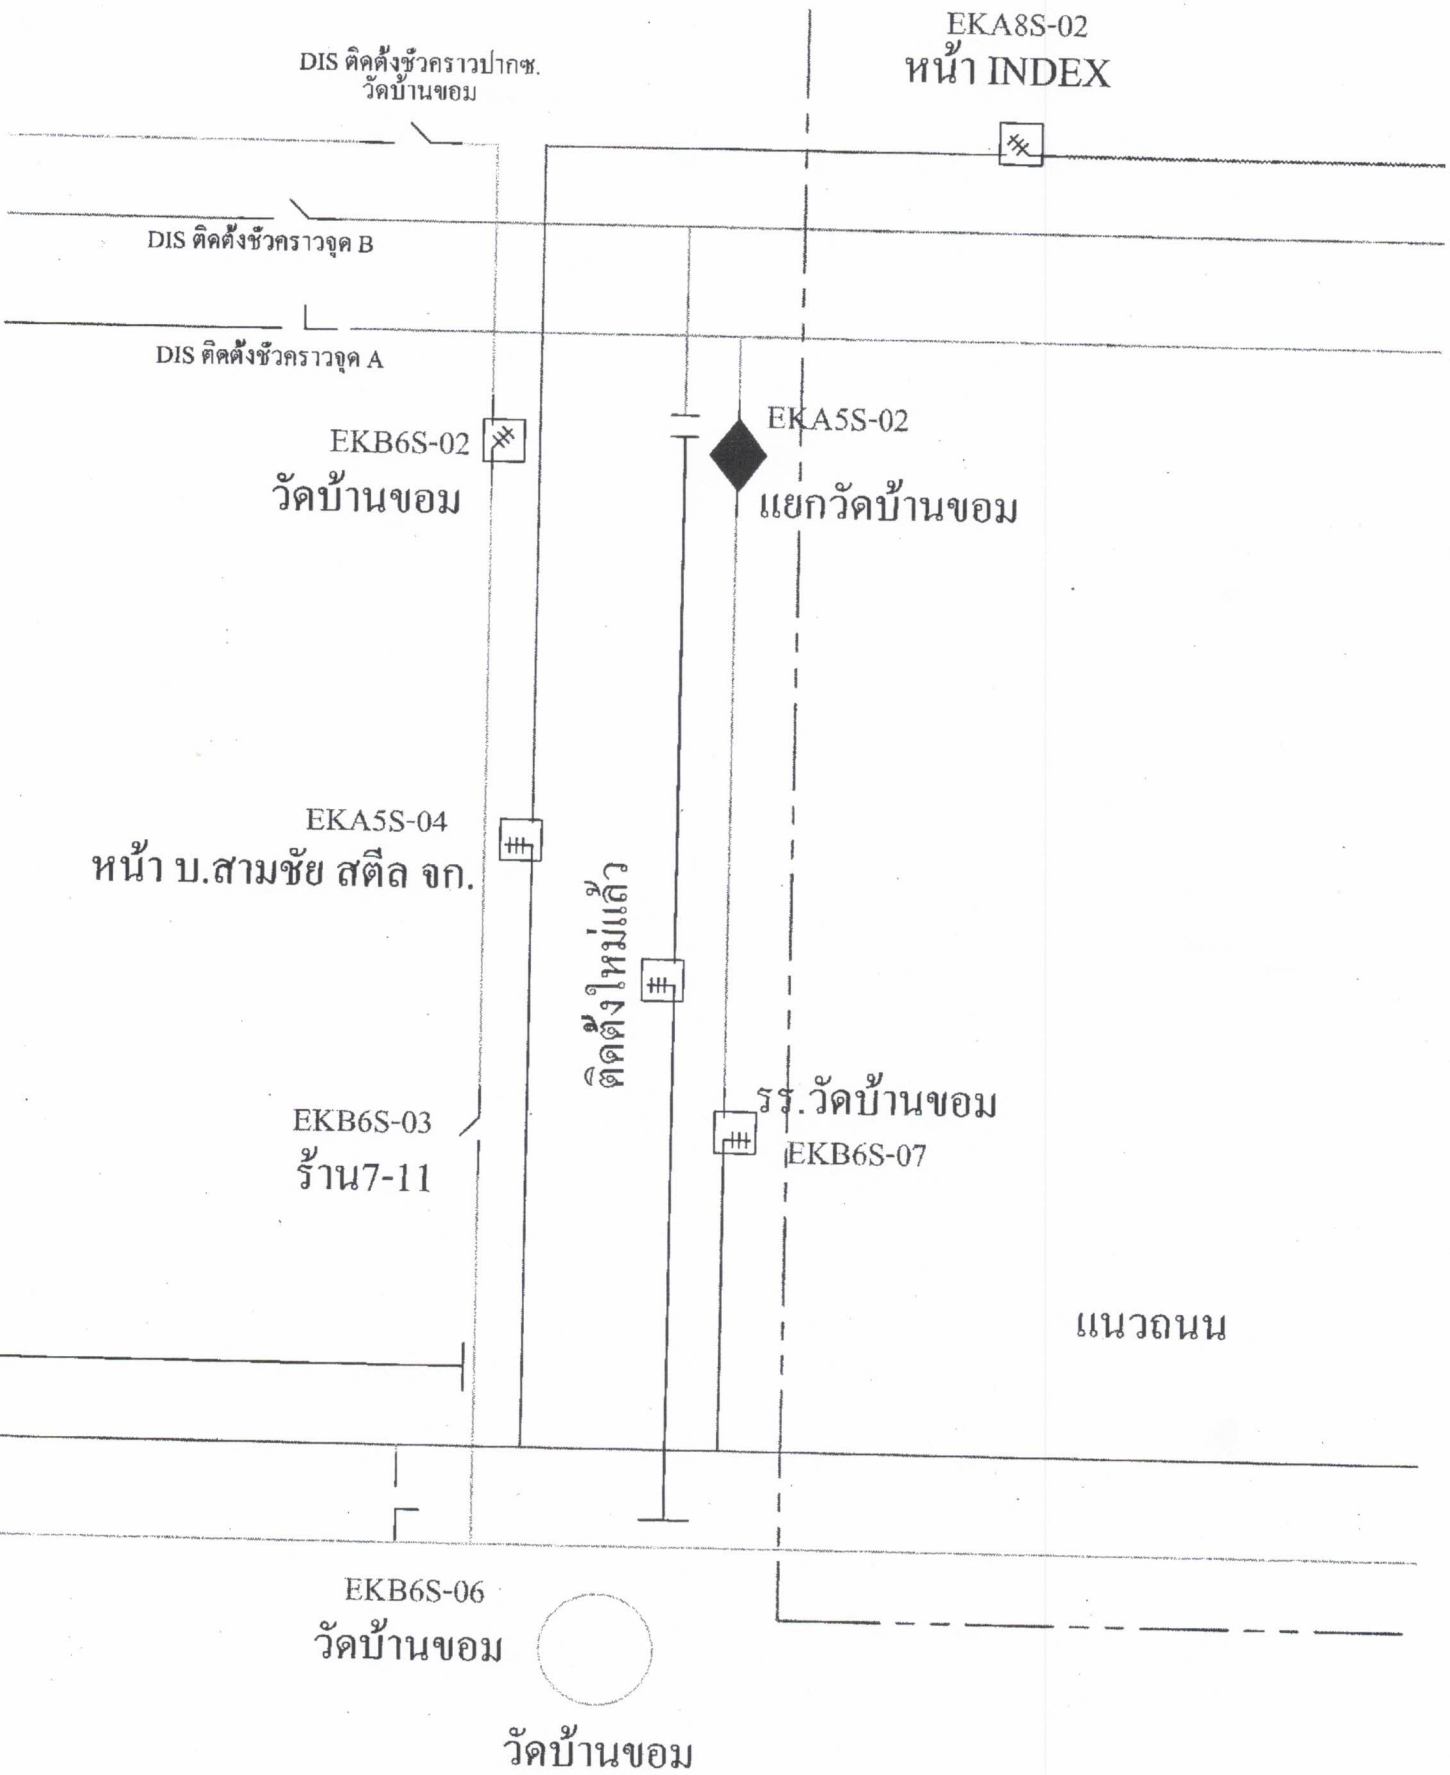 EKA8S-02
หน้า INDEX
DIS ติดตั้งชั่วคราวปากซ.
วัดบ้านขอม
DIS ติดตั้งชั่วคราวจุด B
DIS ติดตั้งชั่วคราวจุด A
EKB6S-02
วัดบ้านขอม
EKA5S-02
แยกวัดบ้านขอม
EKA5S-04
หน้า บ.สามชัย สตีล จก.
ติดตั้งใหม่แล้ว
EKB6S-03
ร้าน7-11
รร.วัดบ้านขอม
EKB6S-07
แนวถนน
EKB6S-06
วัดบ้านขอม
วัดบ้านขอม